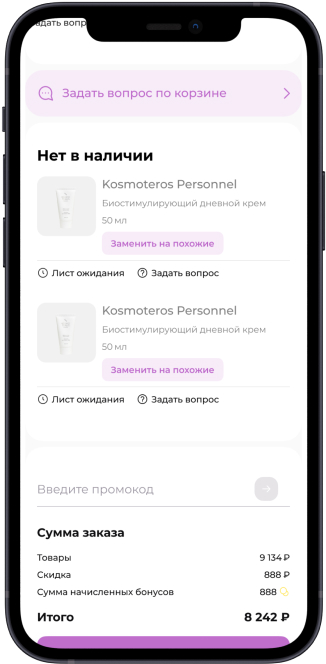 адать вопр
Задать вопрос по корзине
Нет в наличии
Kosmoteros Personnel
Биостимулирующий дневной крем
50 мл
Заменить на похожие
Лист ожидания
Задать вопрос
Kosmoteros Personnel
Биостимулирующий дневной крем
50 мл
Заменить на похожие
Лист ожидания
Задать вопрос
Введите промокод
Сумма заказа
Товары 9 134 ₽
Скидка 888 ₽
Сумма начисленных бонусов 888
Итого 8 242 ₽